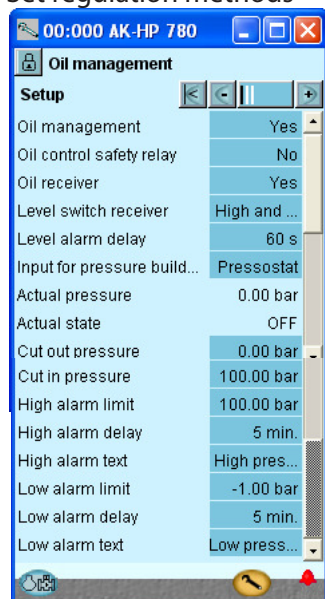 Set regulation methods
00:000 AK-HP 780
Oil management
Setup
Oil management Yes
Oil control safety relay No
Oil receiver Yes
Level switch receiver High and ...
Level alarm delay 60 s
Input for pressure build... Pressostat
Actual pressure 0.00 bar
Actual state OFF
Cut out pressure 0.00 bar
Cut in pressure 100.00 bar
High alarm limit 100.00 bar
High alarm delay 5 min.
High alarm text High pres...
Low alarm limit -1.00 bar
Low alarm delay 5 min.
Low alarm text Low press...